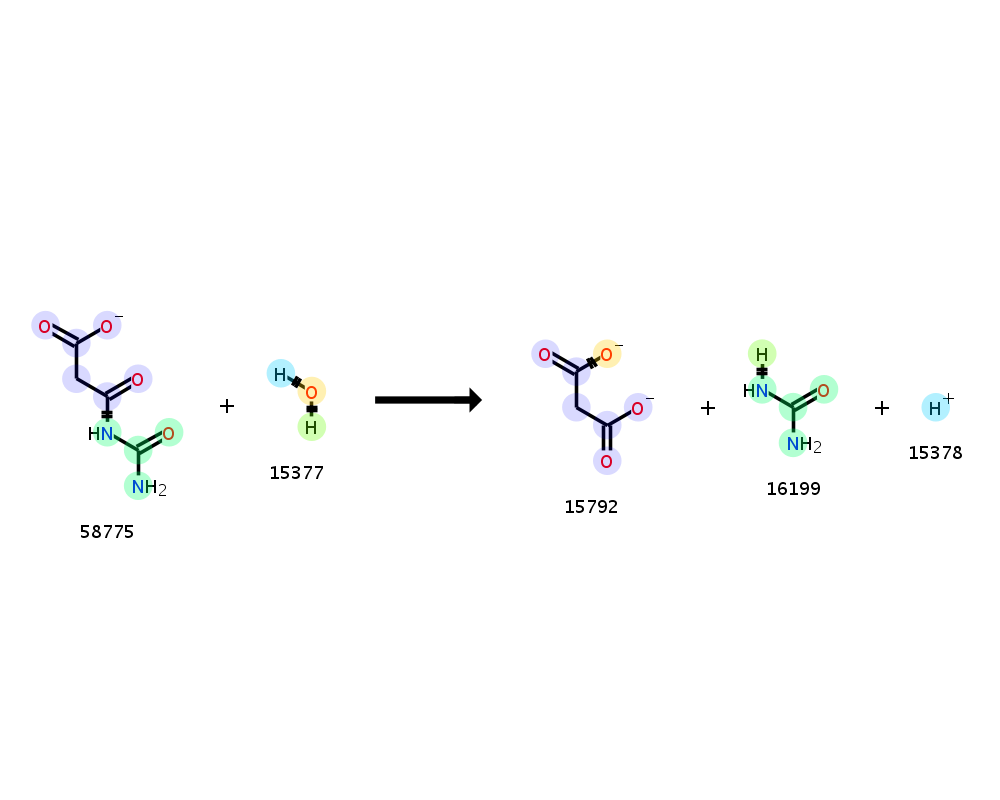 O O⁻ O HN O NH₂
58775
+
H O H
15377
O O⁻ O⁻ O
15792
+
H HN O NH₂
16199
+
H⁺
15378